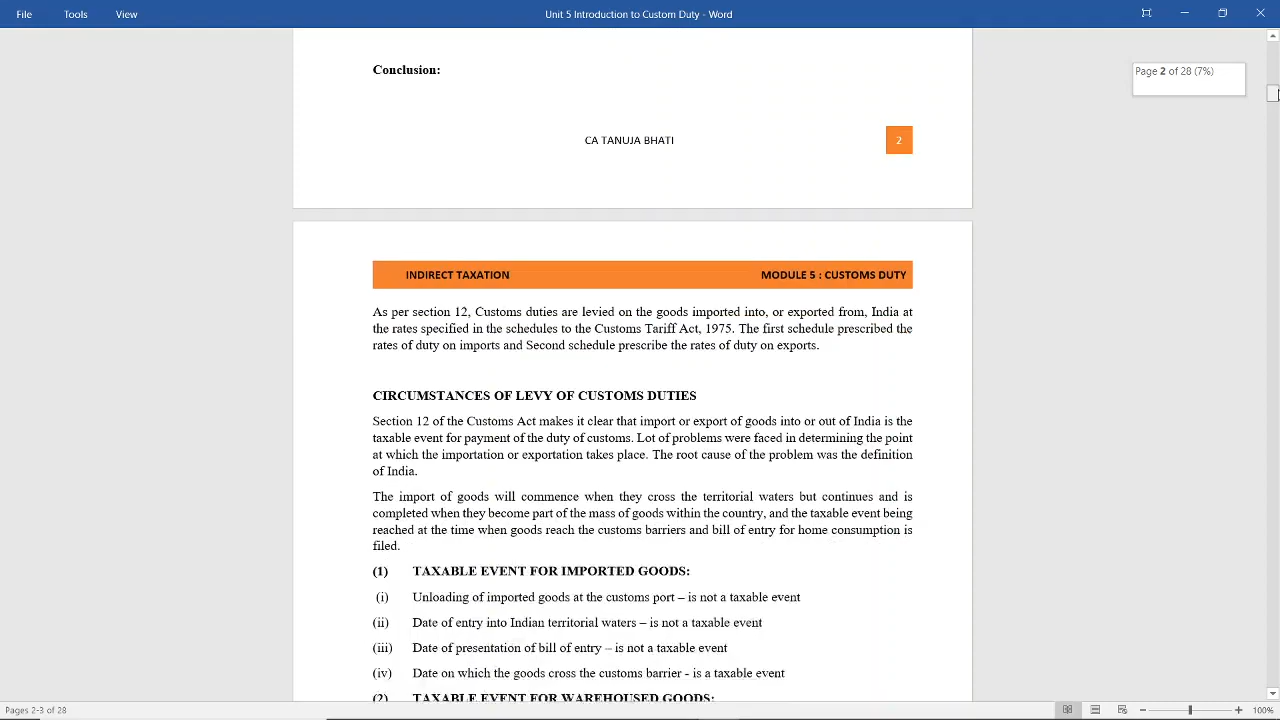 File Tools View Unit 5 Introduction to Custom Duty - Word
Conclusion:
Page 2 of 28 (7%)
CA TANUJA BHATI 2
INDIRECT TAXATION MODULE 5 : CUSTOMS DUTY
As per section 12, Customs duties are levied on the goods imported into, or exported from, India at
the rates specified in the schedules to the Customs Tariff Act, 1975. The first schedule prescribed the
rates of duty on imports and Second schedule prescribe the rates of duty on exports.
CIRCUMSTANCES OF LEVY OF CUSTOMS DUTIES
Section 12 of the Customs Act makes it clear that import or export of goods into or out of India is the
taxable event for payment of the duty of customs. Lot of problems were faced in determining the point
at which the importation or exportation takes place. The root cause of the problem was the definition
of India.
The import of goods will commence when they cross the territorial waters but continues and is
completed when they become part of the mass of goods within the country, and the taxable event being
reached at the time when goods reach the customs barriers and bill of entry for home consumption is
filed.
(1) TAXABLE EVENT FOR IMPORTED GOODS:
(i) Unloading of imported goods at the customs port – is not a taxable event
(ii) Date of entry into Indian territorial waters – is not a taxable event
(iii) Date of presentation of bill of entry – is not a taxable event
(iv) Date on which the goods cross the customs barrier - is a taxable event
(2) TAXABLE EVENT FOR WAREHOUSED GOODS:
Pages 2-3 of 28 100%